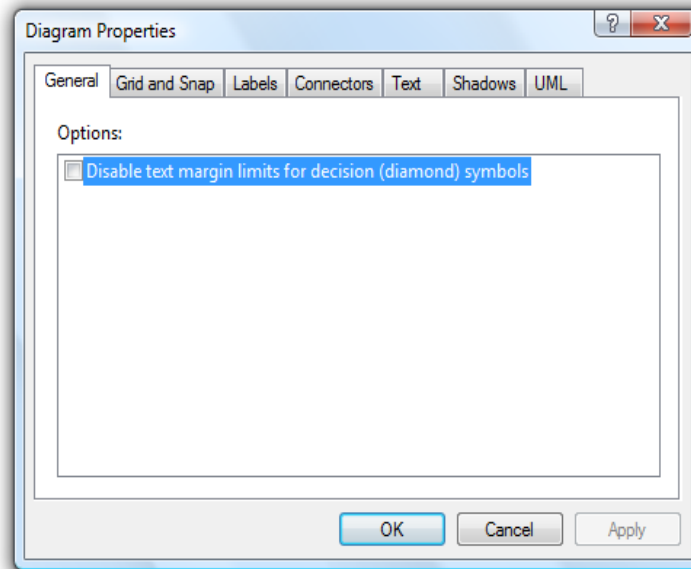 Diagram Properties
General Grid and Snap Labels Connectors Text Shadows UML
Options:
Disable text margin limits for decision (diamond) symbols
OK Cancel Apply